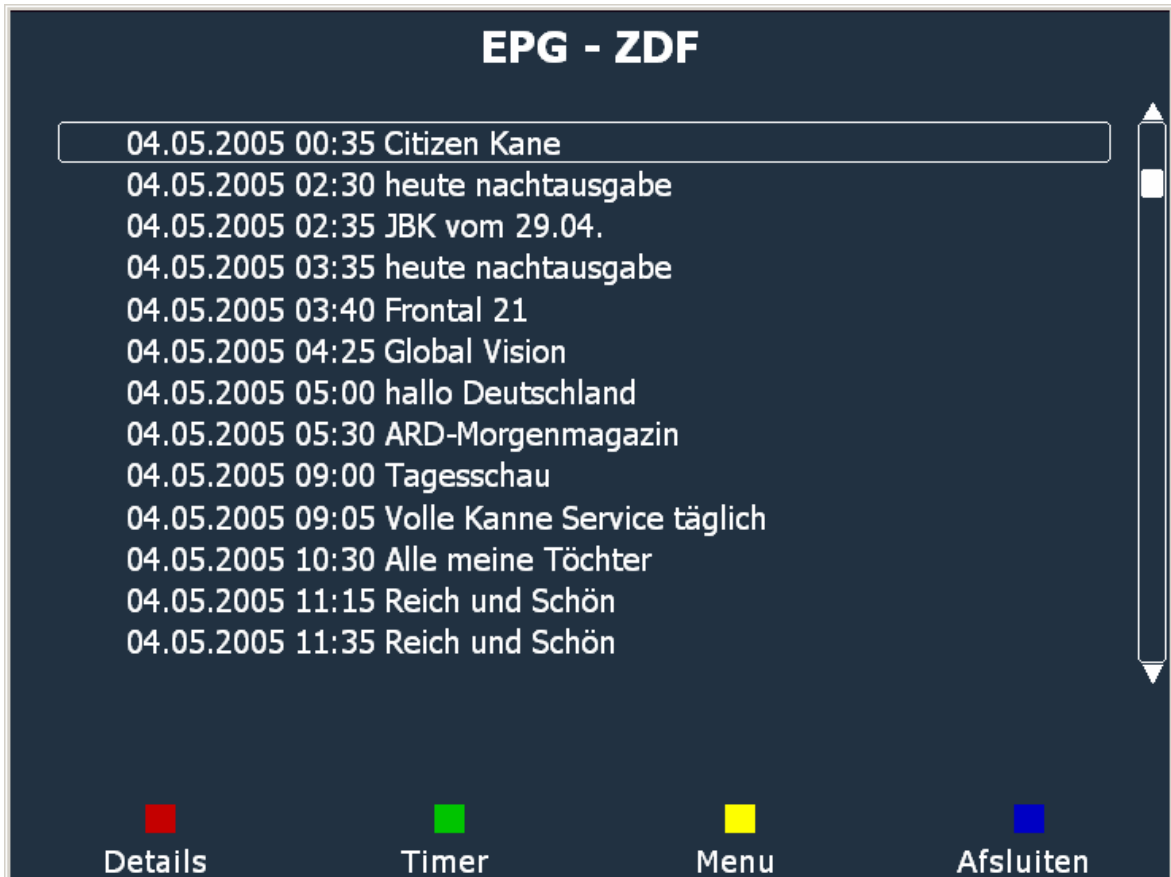 EPG - ZDF
04.05.2005 00:35 Citizen Kane
04.05.2005 02:30 heute nachtausgabe
04.05.2005 02:35 JBK vom 29.04.
04.05.2005 03:35 heute nachtausgabe
04.05.2005 03:40 Frontal 21
04.05.2005 04:25 Global Vision
04.05.2005 05:00 hallo Deutschland
04.05.2005 05:30 ARD-Morgenmagazin
04.05.2005 09:00 Tagesschau
04.05.2005 09:05 Volle Kanne Service täglich
04.05.2005 10:30 Alle meine Töchter
04.05.2005 11:15 Reich und Schön
04.05.2005 11:35 Reich und Schön
Details Timer Menu Afsluiten